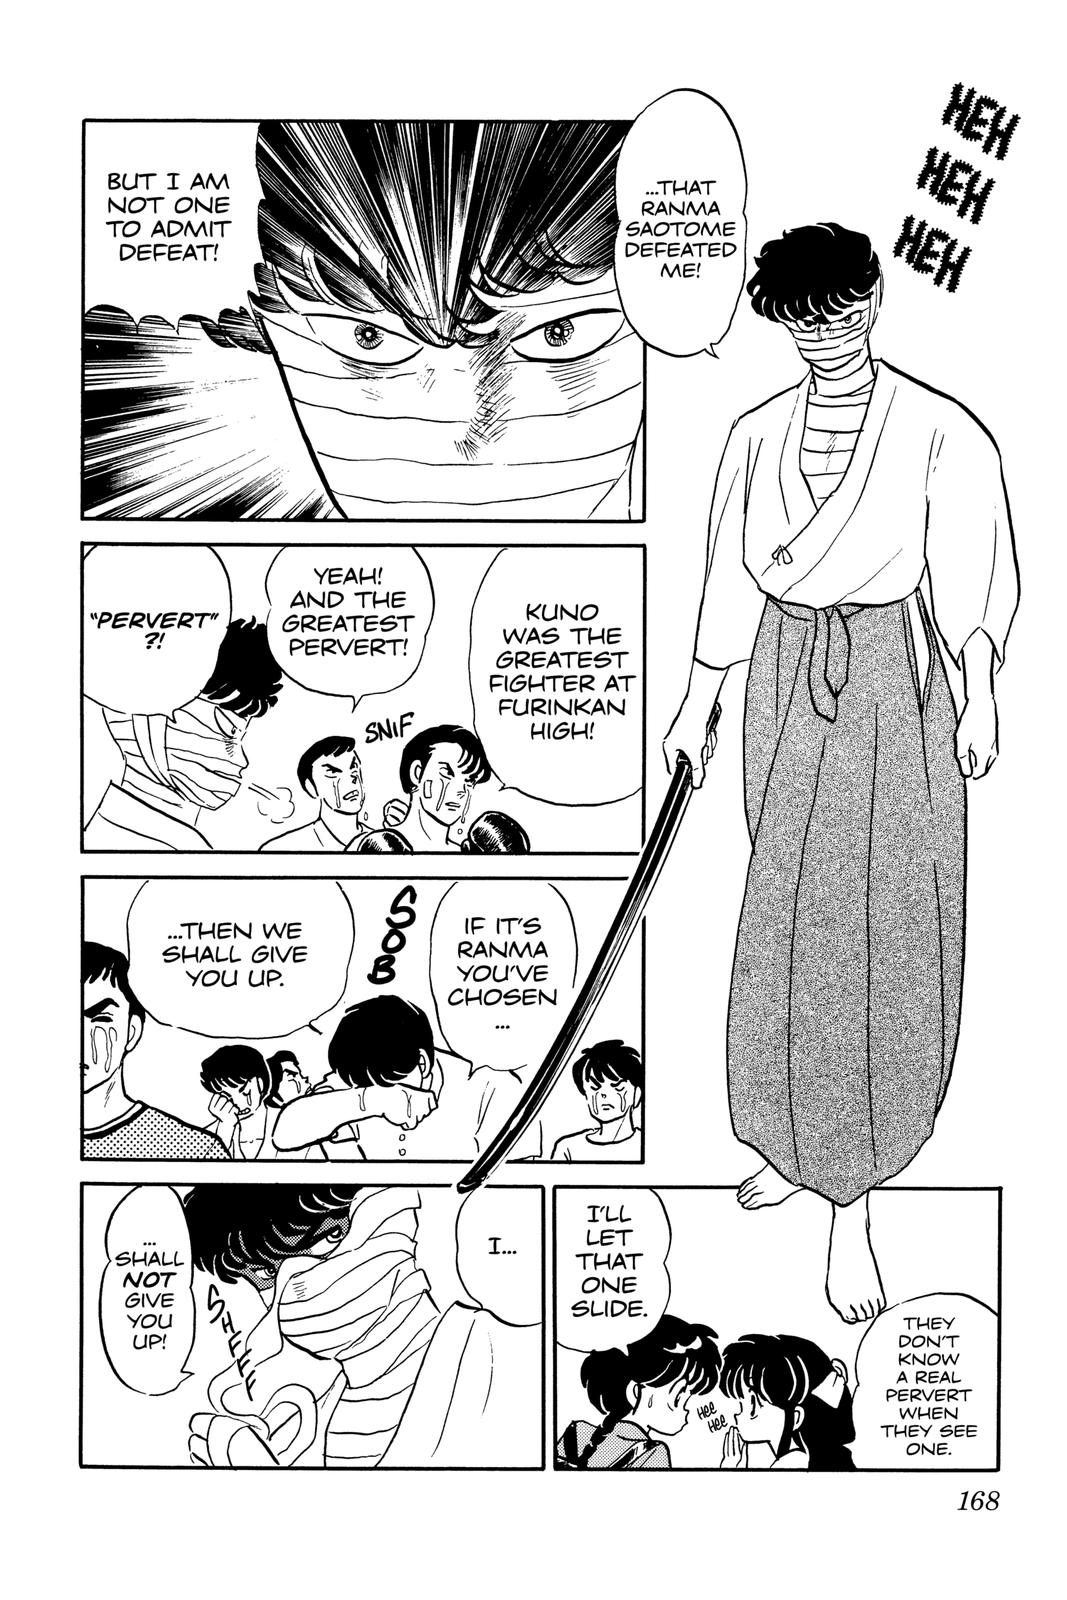 HEH
HEH
HEH
...THAT
RANMA
SAOTOME
DEFEATED
ME!
BUT I AM
NOT ONE
TO ADMIT
DEFEAT!
KUNO
WAS THE
GREATEST
FIGHTER AT
FURINKAN
HIGH!
YEAH!
AND THE
GREATEST
PERVERT!
SNIF
"PERVERT"
?!
IF IT'S
RANMA
YOU'VE
CHOSEN
...
SOB
...THEN WE
SHALL GIVE
YOU UP.
I...
...
SHALL
NOT
GIVE
YOU
UP!
SHFFF
THEY
DON'T
KNOW
A REAL
PERVERT
WHEN
THEY SEE
ONE.
HEE
HEE
I'LL
LET
THAT
ONE
SLIDE.
168